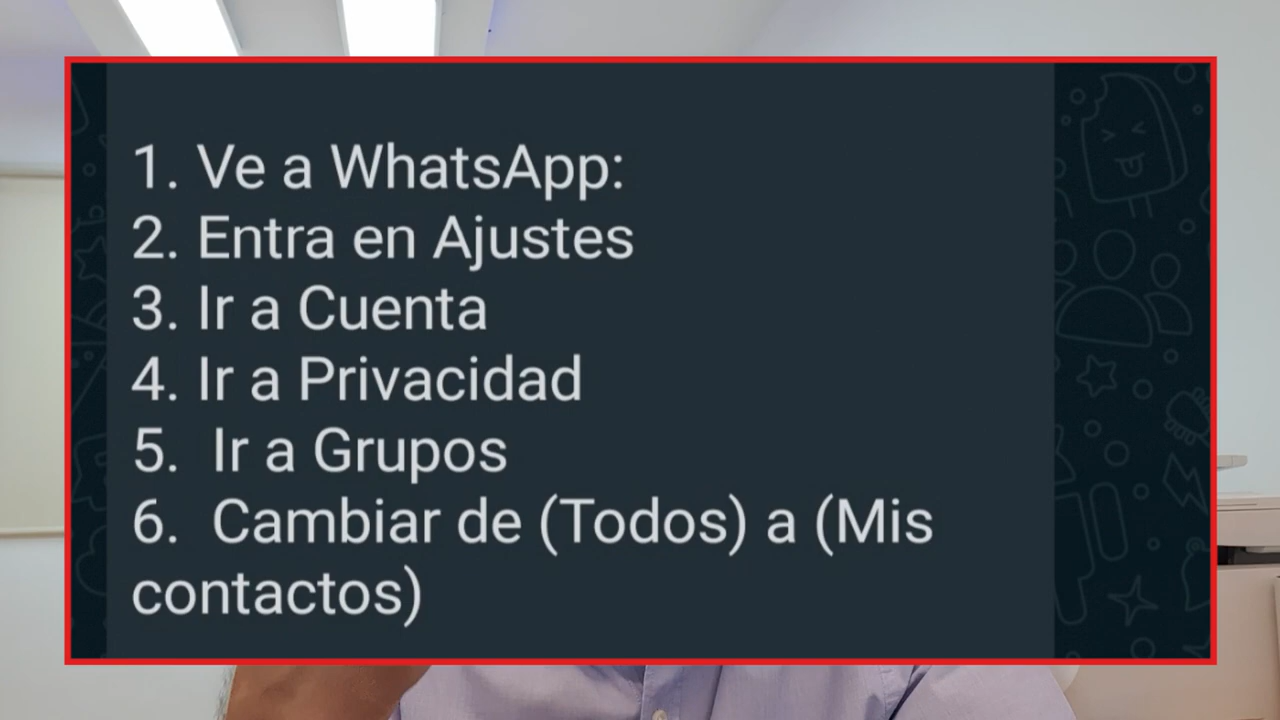 1. Ve a WhatsApp:
2. Entra en Ajustes
3. Ir a Cuenta
4. Ir a Privacidad
5.  Ir a Grupos
6.  Cambiar de (Todos) a (Mis
contactos)